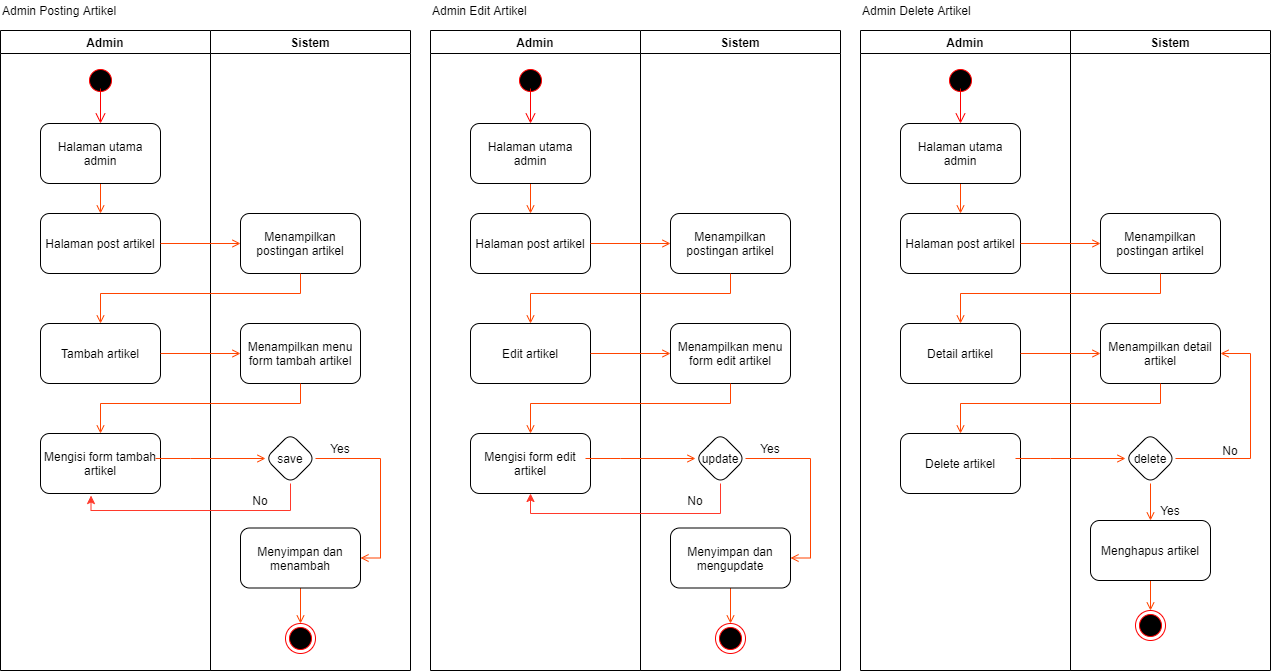 Admin Posting Artikel
Admin
Sistem
Halaman utama
admin
Halaman post artikel
Menampilkan
postingan artikel
Tambah artikel
Menampilkan menu
form tambah artikel
Mengisi form tambah
artikel
save
Yes
No
Menyimpan dan
menambah
Admin Edit Artikel
Admin
Sistem
Halaman utama
admin
Halaman post artikel
Menampilkan
postingan artikel
Edit artikel
Menampilkan menu
form edit artikel
Mengisi form edit
artikel
update
Yes
No
Menyimpan dan
mengupdate
Admin Delete Artikel
Admin
Sistem
Halaman utama
admin
Halaman post artikel
Menampilkan
postingan artikel
Detail artikel
Menampilkan detail
artikel
Delete artikel
delete
No
Yes
Menghapus artikel